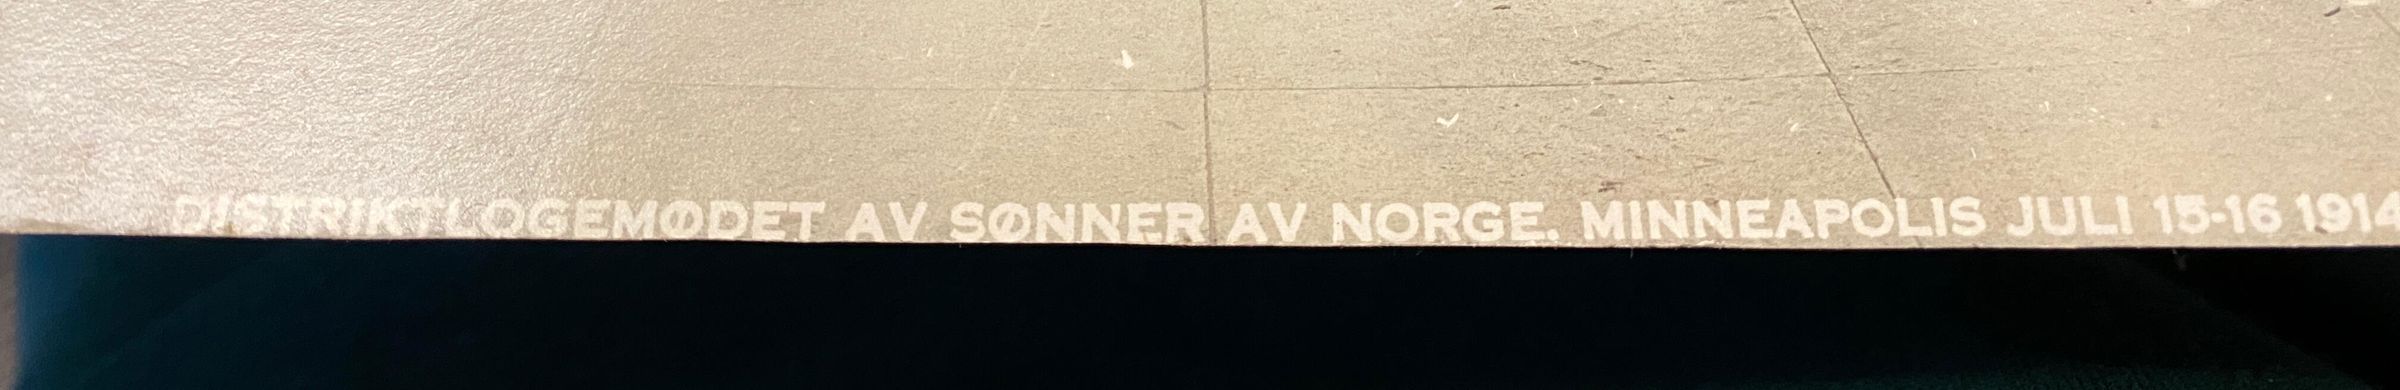 DISTRIKTLOGEMØDET AV SØNNER AV NORGE. MINNEAPOLIS JULI 15-16 1914